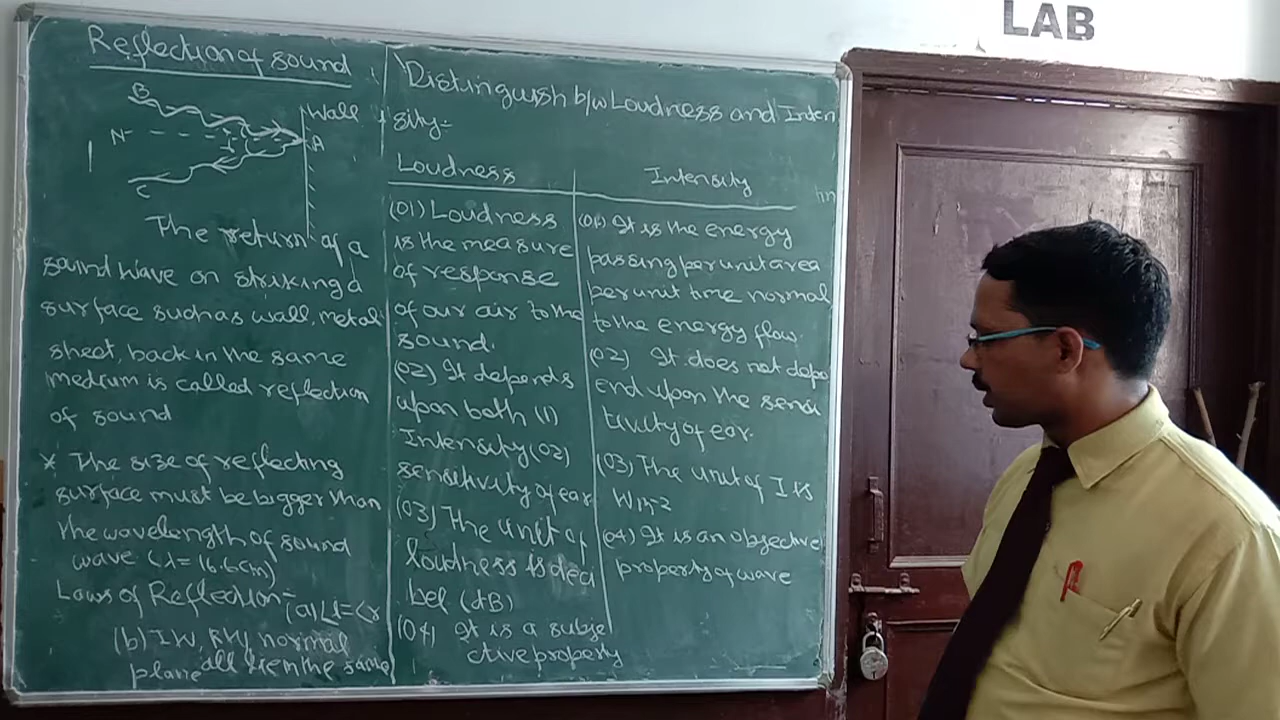 LAB
Reflection of sound
B
Wall
N
A
C
The return of a
sound wave on striking a
surface such as wall, metal
sheet, back in the same
medium is called reflection
of sound
* The size of reflecting
surface must be bigger than
the wavelength of sound
wave (λ = 16.6cm)
Laws of Reflection:-
(a) ∠i = ∠r
(b) IW, RW, normal
all lie in the same
plane
Distinguish b/w Loudness and Inten
sity:-
Loudness
(01) Loudness
is the measure
of response
of our air to the
sound.
(02) It depends
upon both (1)
Intensity (02)
sensitivity of ear
(03) The unit of
loudness is deci
bel (dB)
(04) It is a subje
ctive property
Intensity
(01) It is the energy
passing per unit area
per unit time normal
to the energy flow.
(02) It does not dep
end upon the sensi
tivity of ear.
(03) The unit of I is
Wm-2
(04) It is an objective
property of wave